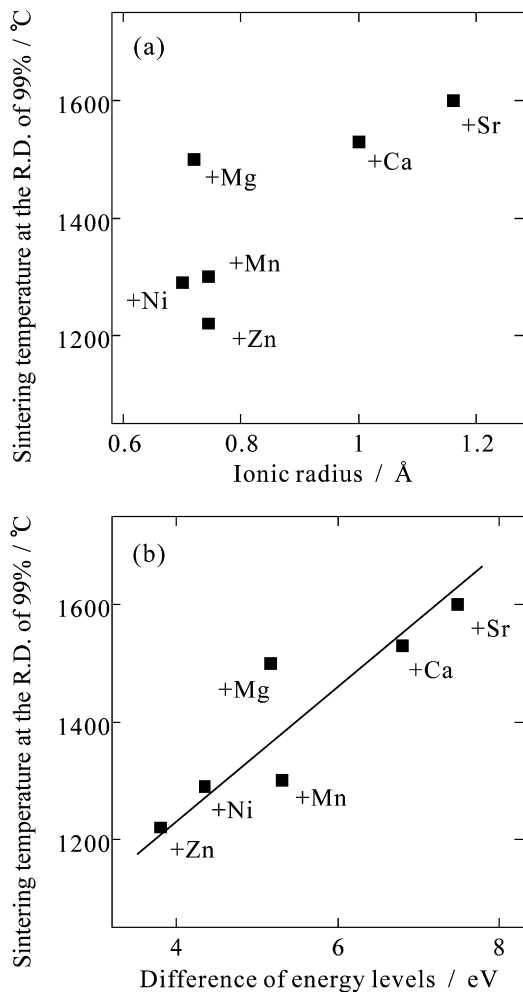 Sintering temperature at the R.D. of 99% / ℃
(a)
1600
+Sr
+Ca
+Mg
1400
+Mn
+Ni
+Zn
1200
0.6 0.8 1 1.2
Ionic radius / Å
Sintering temperature at the R.D. of 99% / ℃
(b)
1600
+Sr
+Ca
+Mg
1400
+Ni
+Mn
+Zn
1200
4 6 8
Difference of energy levels / eV